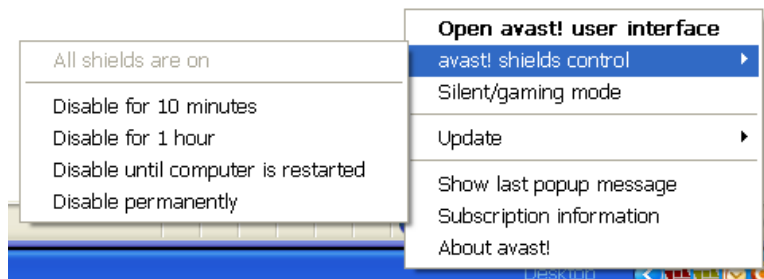 Open avast! user interface
avast! shields control
Silent/gaming mode
Update
Show last popup message
Subscription information
About avast!
All shields are on
Disable for 10 minutes
Disable for 1 hour
Disable until computer is restarted
Disable permanently
Desktop